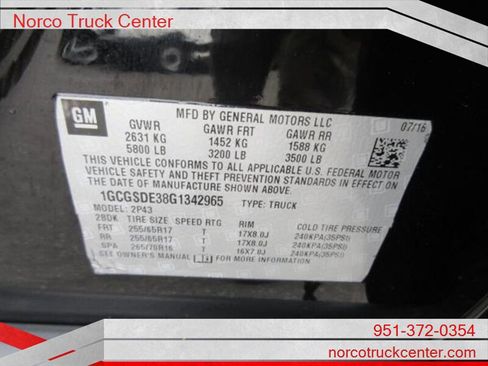 Norco Truck Center
GM
MFD BY GENERAL MOTORS LLC
07/16
GVWR GAWR FRT GAWR RR
2631 KG 1452 KG 1588 KG
5800 LB 3200 LB 3500 LB
THIS VEHICLE CONFORMS TO ALL APPLICABLE U.S. FEDERAL MOTOR
VEHICLE SAFETY, BUMPER, AND THEFT PREVENTION STANDARDS IN
EFFECT ON THE DATE OF MANUFACTURE SHOWN ABOVE.
1GCGSDE38G1342965 TYPE: TRUCK
MODEL: 2P43
2BDK TIRE SIZE SPEED RTG RIM COLD TIRE PRESSURE
FRT 255/65R17 T 17X8.0J 240KPA(35PSI)
RR 255/65R17 T 17X8.0J 240KPA(35PSI)
SPA 265/70R16 T 16X7.0J 240KPA(35PSI)
SEE OWNER'S MANUAL FOR MORE INFORMATION.
951-372-0354
norcotruckcenter.com